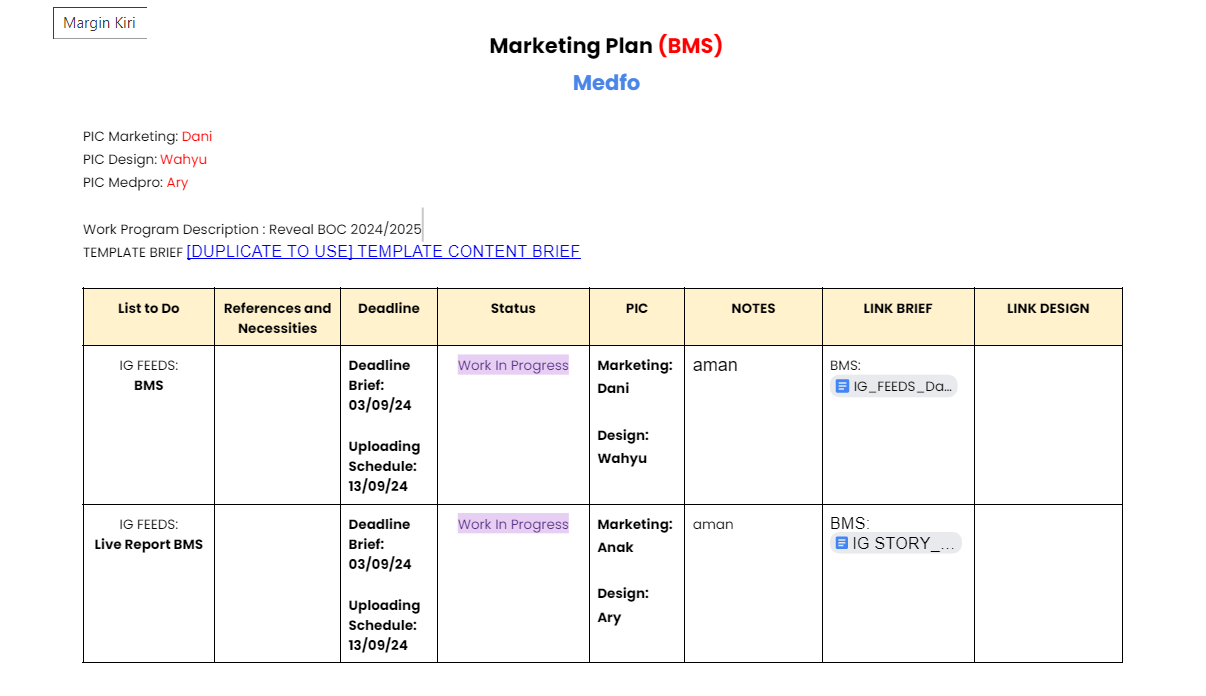 Margin Kiri
Marketing Plan (BMS)
Medfo
PIC Marketing: Dani
PIC Design: Wahyu
PIC Medpro: Ary
Work Program Description : Reveal BOC 2024/2025
TEMPLATE BRIEF [DUPLICATE TO USE] TEMPLATE CONTENT BRIEF
List to Do
References and
Necessities
Deadline
Status
PIC
NOTES
LINK BRIEF
LINK DESIGN
IG FEEDS:
BMS
Deadline
Brief:
03/09/24
Uploading
Schedule:
13/09/24
Work In Progress
Marketing:
Dani
Design:
Wahyu
aman
BMS:
IG_FEEDS_Da...
IG FEEDS:
Live Report BMS
Deadline
Brief:
03/09/24
Uploading
Schedule:
13/09/24
Work In Progress
Marketing:
Anak
Design:
Ary
aman
BMS:
IG STORY_...